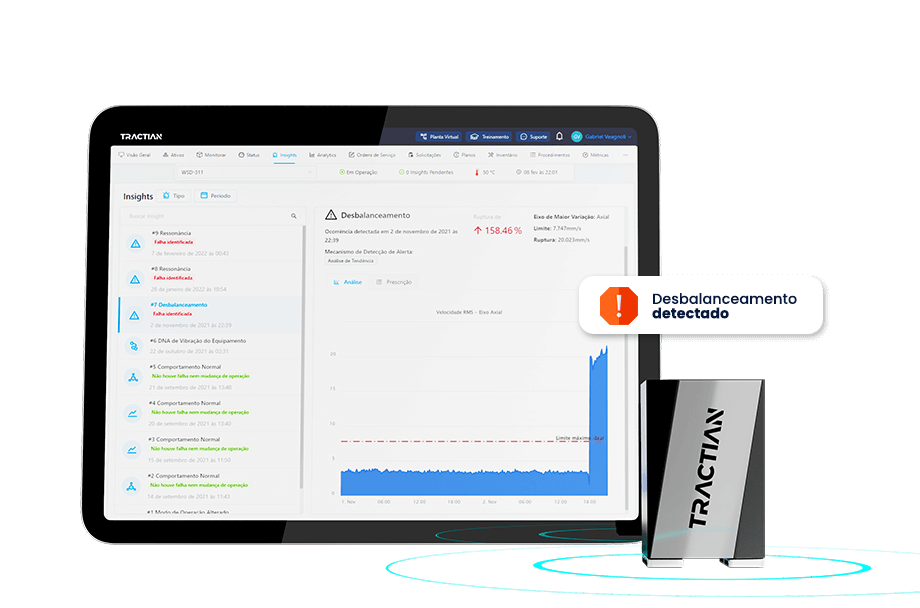 TRACTIAN
Planta Virtual
Treinamento
Suporte
GV
Gabriel Veagnoli
Visão Geral
Ativos
Monitorar
Status
Insights
Analytics
Ordens de Serviço
Solicitações
Planos
Inventário
Procedimentos
Métricas
WSD-311
Em Operação
0 Insights Pendentes
50 °C
08 fev às 22:01
Insights
Tipo
Período
Buscar Insight
#9 Ressonância
Falha identificada
7 de fevereiro de 2022 às 00:43
#8 Ressonância
Falha identificada
28 de janeiro de 2022 às 19:54
#7 Desbalanceamento
Falha identificada
2 de novembro de 2021 às 22:39
#6 DNA de Vibração do Equipamento
22 de outubro de 2021 às 02:31
#5 Comportamento Normal
Não houve falha nem mudança de operação
21 de setembro de 2021 às 13:40
#4 Comportamento Normal
Não houve falha nem mudança de operação
20 de setembro de 2021 às 13:40
#3 Comportamento Normal
Não houve falha nem mudança de operação
15 de setembro de 2021 às 11:50
#2 Comportamento Normal
Não houve falha nem mudança de operação
14 de setembro de 2021 às 11:43
#1 Modo de Operação Alterado
Desbalanceamento
Ocorrência detectada em 2 de novembro de 2021 às
22:39
Mecanismo de Detecção de Alerta:
Análise de Tendência
Ruptura de
158.46 %
Eixo de Maior Variação: Axial
Limite: 7.747mm/s
Ruptura: 20.023mm/s
Análise
Prescrição
Velocidade RMS - Eixo Axial
20
15
10
5
0
Limite máximo ideal
1. Nov
06:00
12:00
18:00
2. Nov
06:00
12:00
18:00
Desbalanceamento
detectado
TRACTIAN